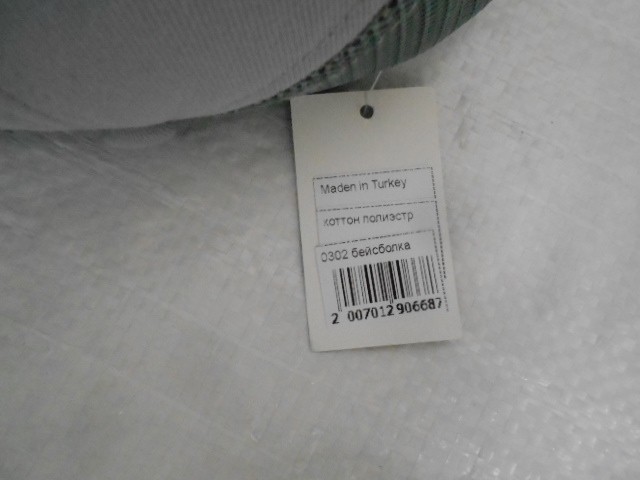 Maden in Turkey
коттон полиэстр
0302 бейсболка
2 007012 906687